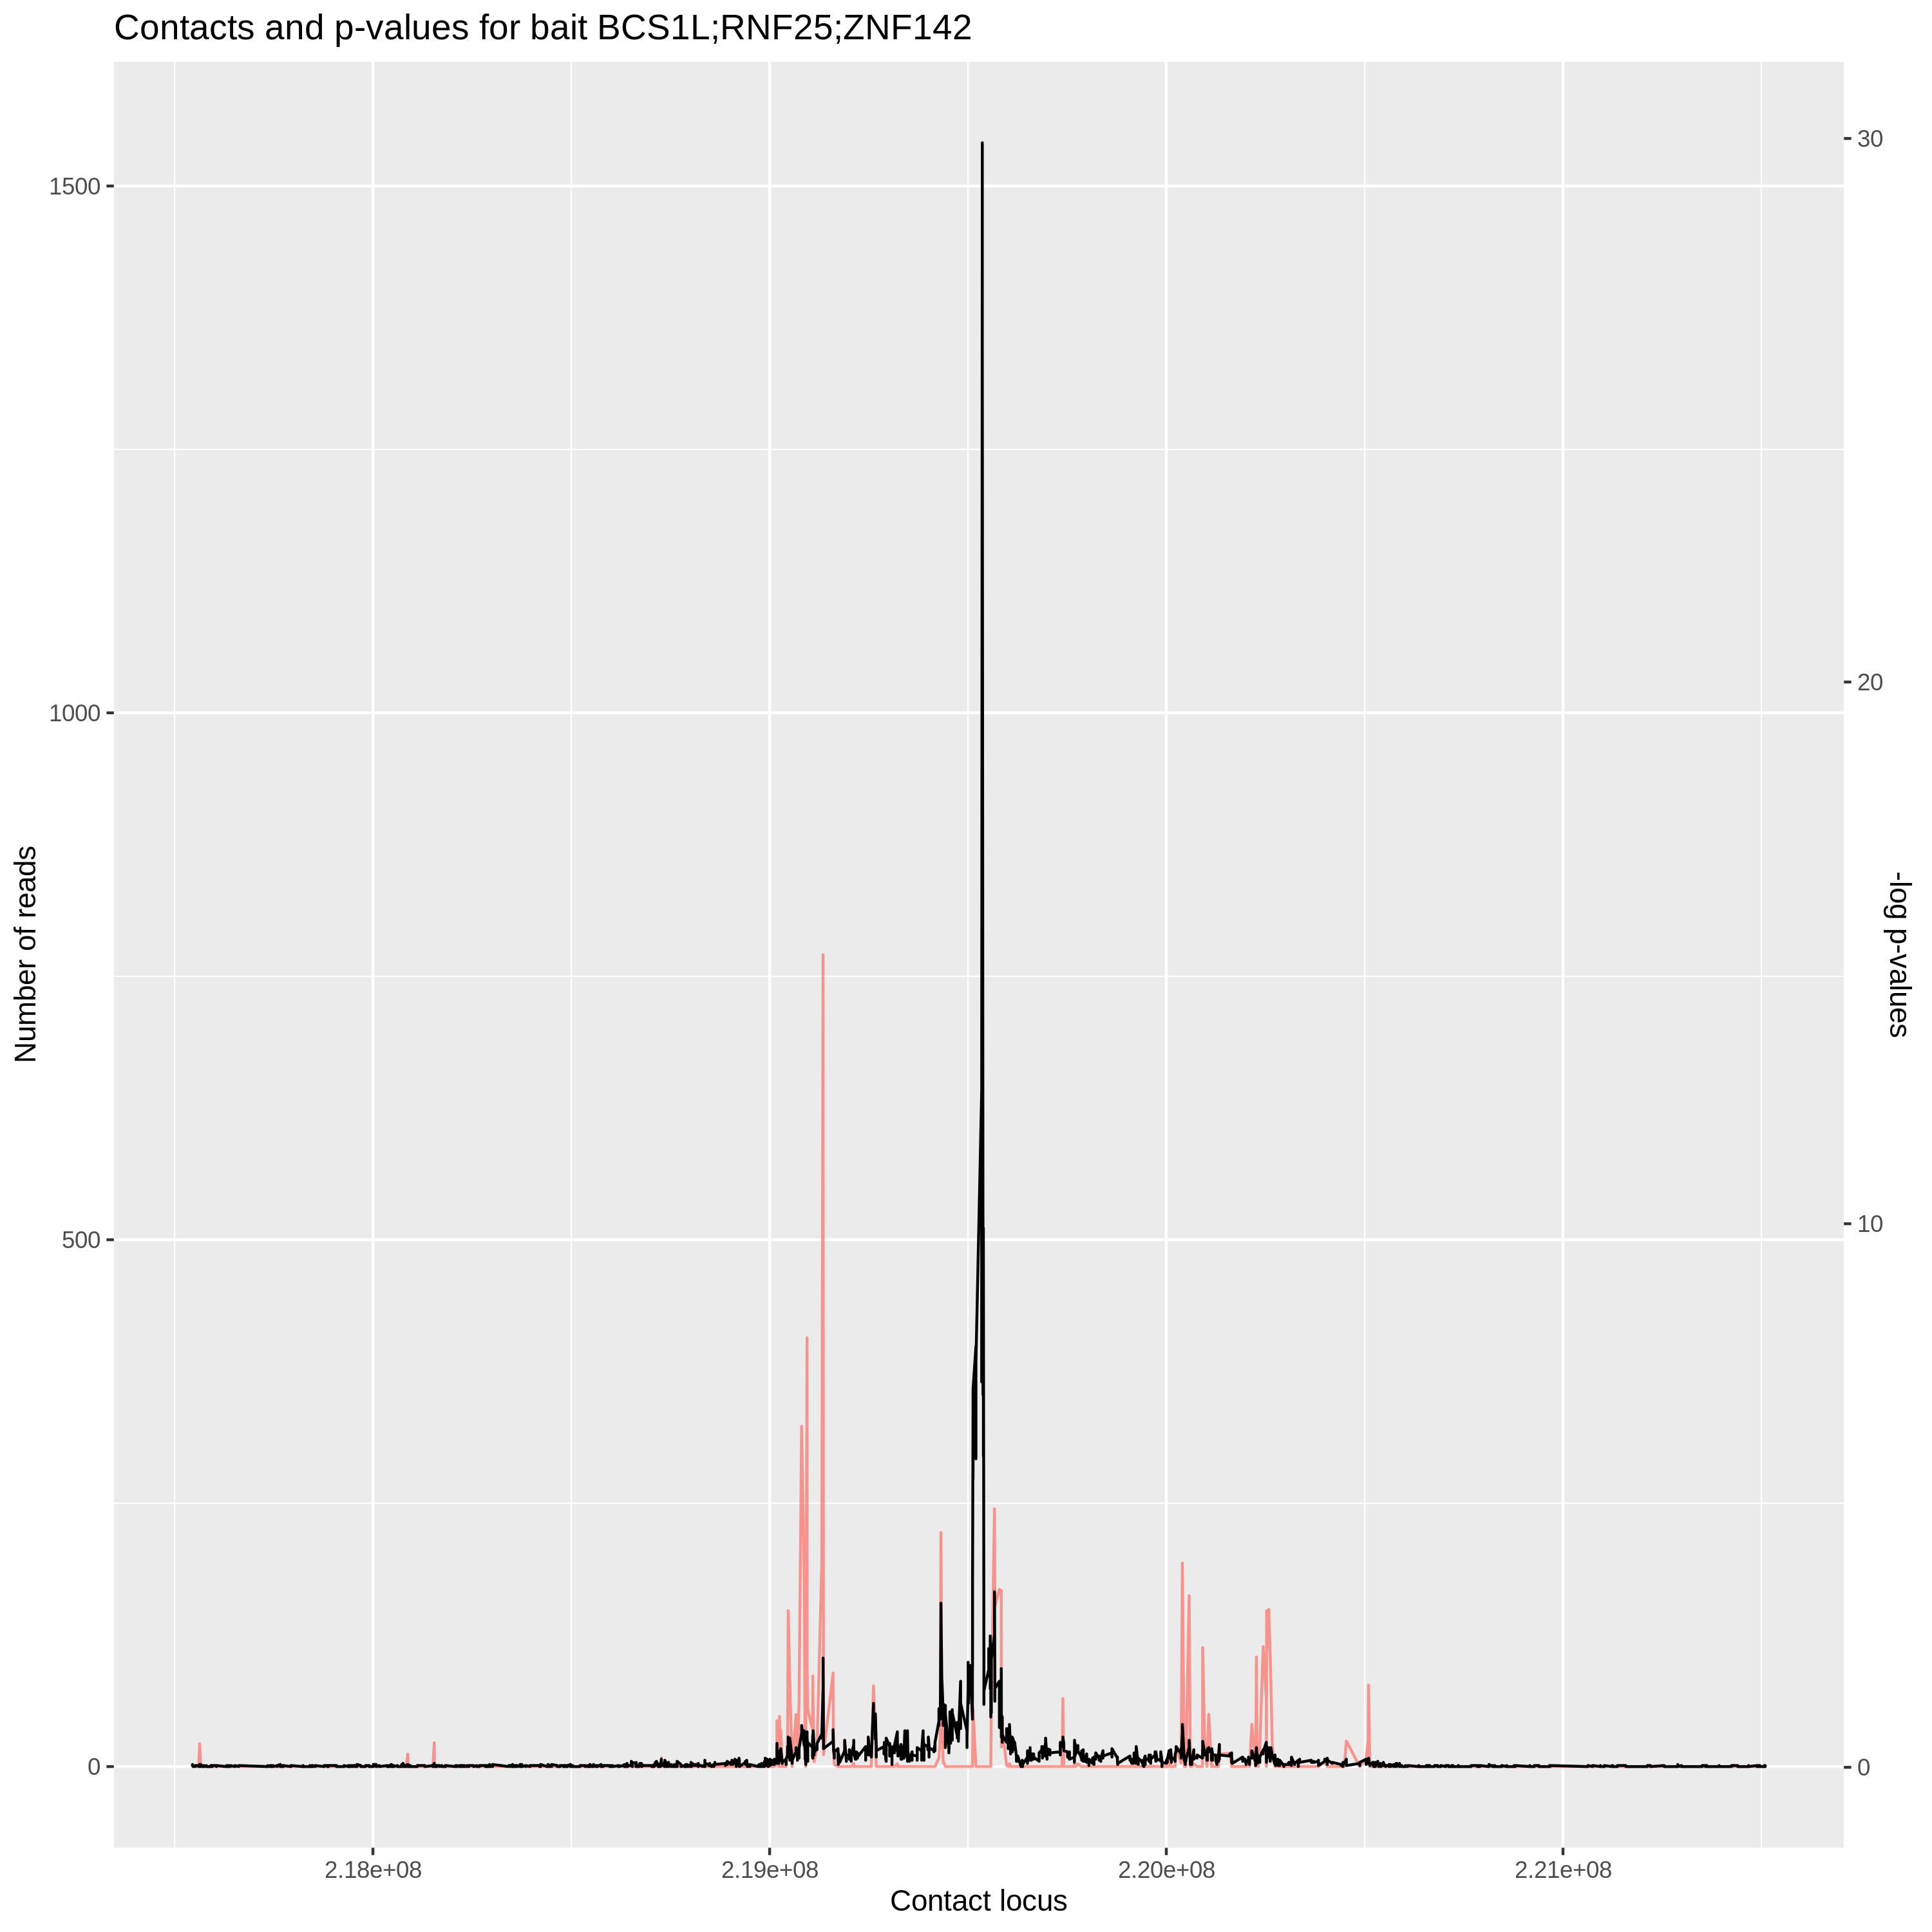 Contacts and p-values for bait BCS1L;RNF25;ZNF142
1500
1000
500
0
Number of reads
30
20
10
0
-log p-values
2.18e+08
2.19e+08
2.20e+08
2.21e+08
Contact locus